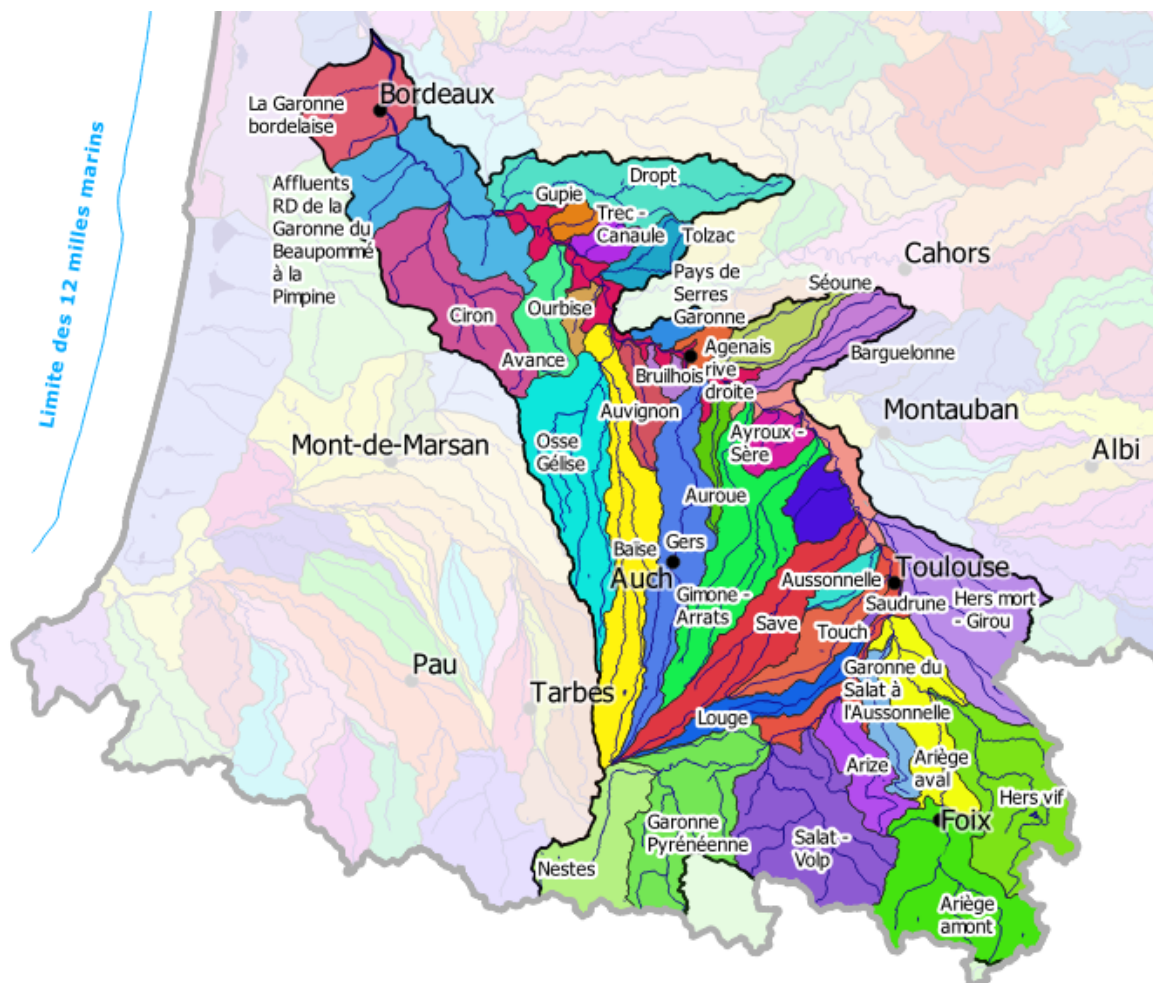 Limite des 12 milles marins
Bordeaux
La Garonne
bordelaise
Affluents
RD de la
Garonne du
Beaupommé
à la
Pimpine
Dropt
Gupie
Trec -
Canaule
Tolzac
Cahors
Pays de
Serres
Garonne
Séoune
Ciron
Ourbise
Avance
Agenais
rive
droite
Bruilhois
Barguelonne
Auvignon
Montauban
Mont-de-Marsan
Osse
Gélise
Ayroux -
Sère
Albi
Auroue
Baïse
Gers
Auch
Aussonnelle
Toulouse
Gimone -
Arrats
Save
Touch
Saudrune
Hers mort
- Girou
Pau
Tarbes
Garonne du
Salat à
l'Aussonnelle
Louge
Arize
Ariège
aval
Hers vif
Foix
Garonne
Pyrénéenne
Salat -
Volp
Nestes
Ariège
amont